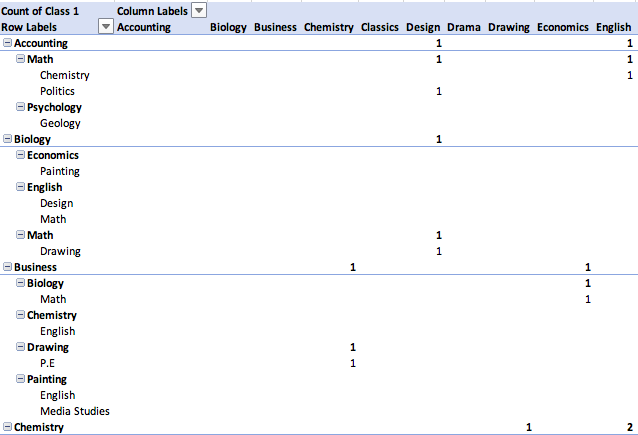 Count of Class 1 Column Labels
Row Labels Accounting Biology Business Chemistry Classics Design Drama Drawing Economics English
Accounting 1 1
Math 1 1
Chemistry 1
Politics 1
Psychology
Geology
Biology 1
Economics
Painting
English
Design
Math
Math 1
Drawing 1
Business 1 1
Biology 1
Math 1
Chemistry
English
Drawing 1
P.E 1
Painting
English
Media Studies
Chemistry 1 2